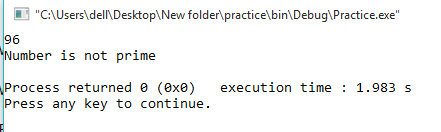 "C:\Users\dell\Desktop\New folder\practice\bin\Debug\Practice.exe"
96
Number is not prime
Process returned 0 (0x0)   execution time : 1.983 s
Press any key to continue.